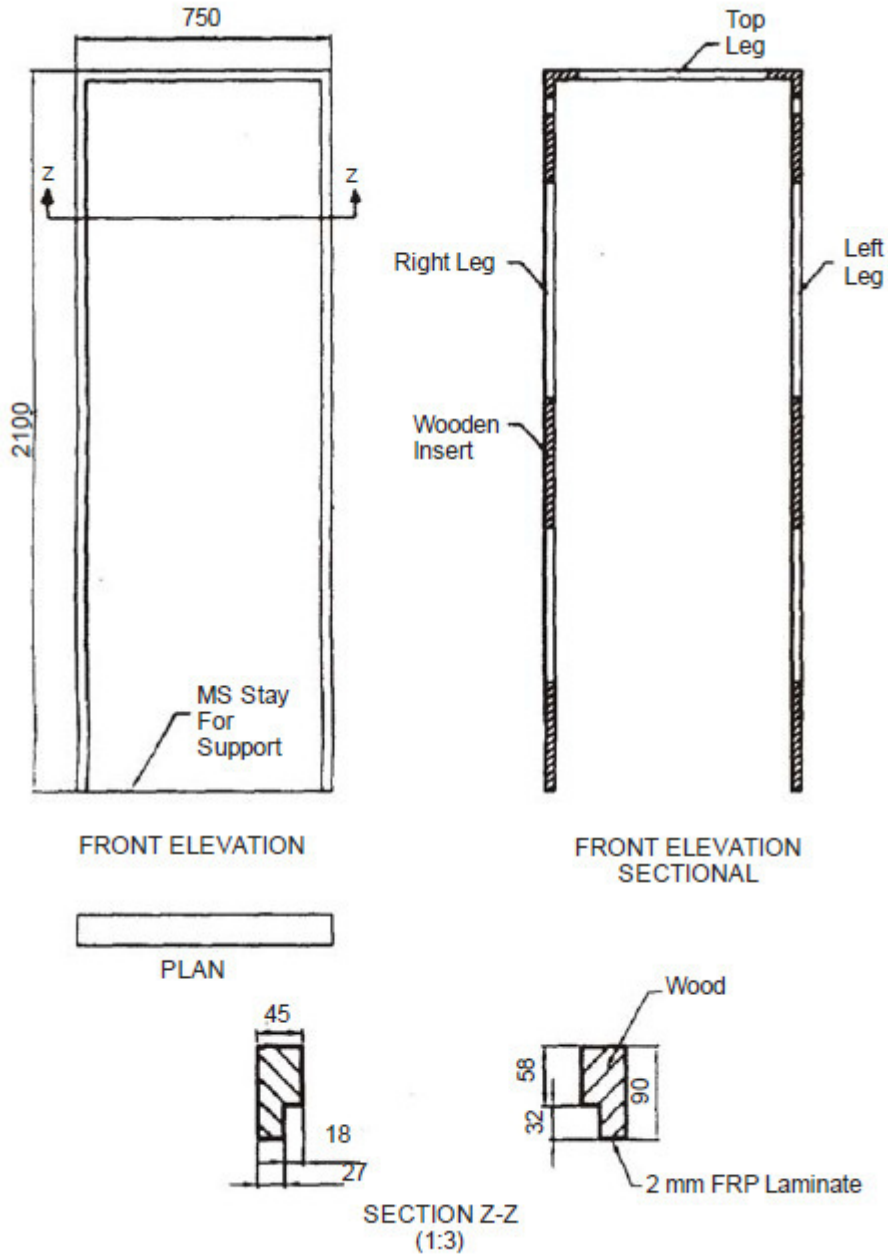 750
Top
Leg
Z
Z
Right Leg
Left
Leg
2100
Wooden
Insert
MS Stay
For
Support
FRONT ELEVATION
FRONT ELEVATION
SECTIONAL
PLAN
45
Wood
58
90
32
18
27
2 mm FRP Laminate
SECTION Z-Z
(1:3)